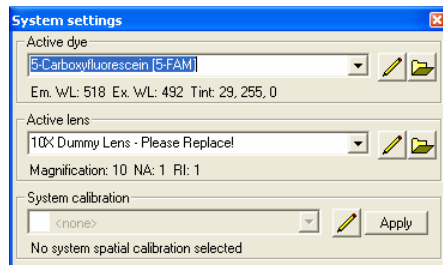 System settings
Active dye
5-Carboxyfluorescein [5-FAM]
Em. WL: 518 Ex. WL: 492 Tint: 29, 255, 0
Active lens
10X Dummy Lens - Please Replace!
Magnification: 10 NA: 1 RI: 1
System calibration
<none>
Apply
No system spatial calibration selected